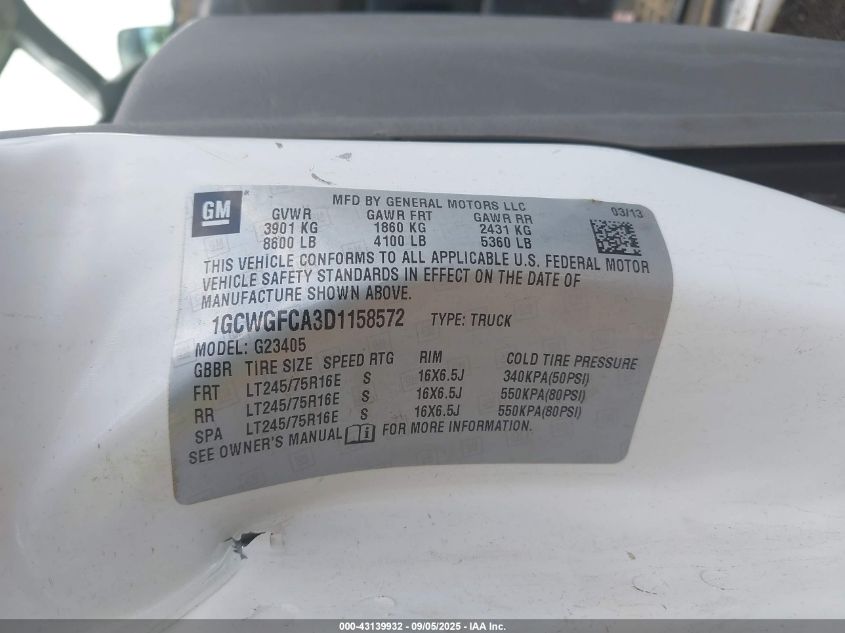 GM
MFD BY GENERAL MOTORS LLC
03/13
GVWR GAWR FRT GAWR RR
3901 KG 1860 KG 2431 KG
8600 LB 4100 LB 5360 LB
THIS VEHICLE CONFORMS TO ALL APPLICABLE U.S. FEDERAL MOTOR
VEHICLE SAFETY STANDARDS IN EFFECT ON THE DATE OF
MANUFACTURE SHOWN ABOVE.
1GCWGFCA3D1158572 TYPE: TRUCK
MODEL: G23405
GBBR TIRE SIZE SPEED RTG RIM COLD TIRE PRESSURE
FRT LT245/75R16E S 16X6.5J 340KPA(50PSI)
RR LT245/75R16E S 16X6.5J 550KPA(80PSI)
SPA LT245/75R16E S 16X6.5J 550KPA(80PSI)
SEE OWNER'S MANUAL FOR MORE INFORMATION.
000-43139932 - 09/05/2025 - IAA Inc.